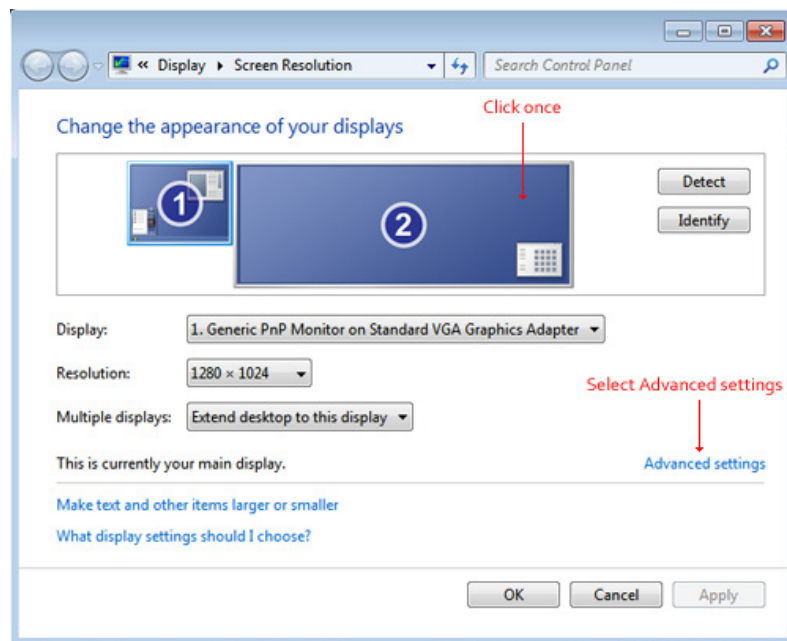 « Display ▸ Screen Resolution
Search Control Panel
Click once
Change the appearance of your displays
1
2
Detect
Identify
Display:
1. Generic PnP Monitor on Standard VGA Graphics Adapter
Resolution:
1280 × 1024
Select Advanced settings
Multiple displays:
Extend desktop to this display
This is currently your main display.
Advanced settings
Make text and other items larger or smaller
What display settings should I choose?
OK
Cancel
Apply